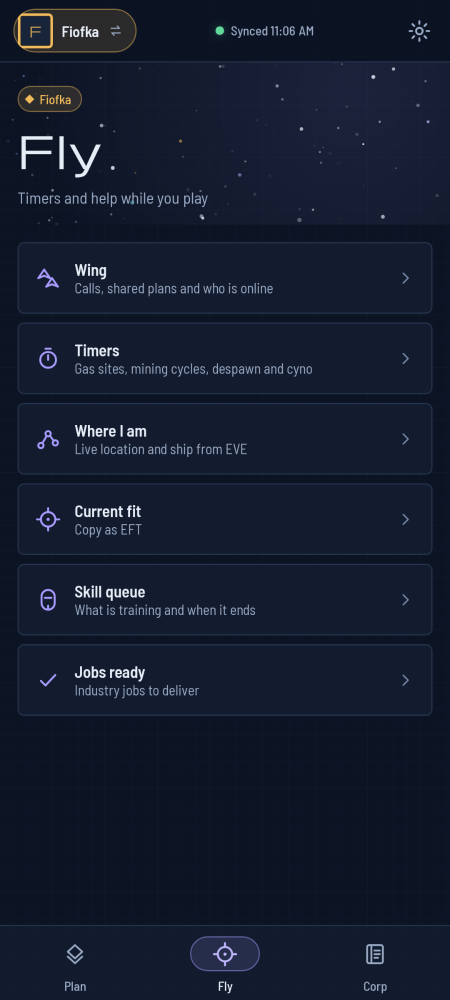 F Fiofka
Synced 11:06 AM
Fiofka
Fly.
Timers and help while you play
Wing
Calls, shared plans and who is online
Timers
Gas sites, mining cycles, despawn and cyno
Where I am
Live location and ship from EVE
Current fit
Copy as EFT
Skill queue
What is training and when it ends
Jobs ready
Industry jobs to deliver
Plan
Fly
Corp